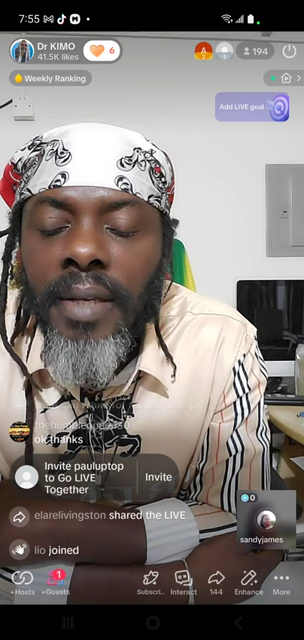 7:55
Dr KIMO
41.5K likes
6
A
194
Weekly Ranking
Add LIVE goal
ok thanks
Invite pauluptop
to Go LIVE
Together
Invite
0
elarelivingston shared the LIVE
sandyjames
lio joined
1
+Hosts
+Guests
Subscri...
Interact
144
Enhance
More